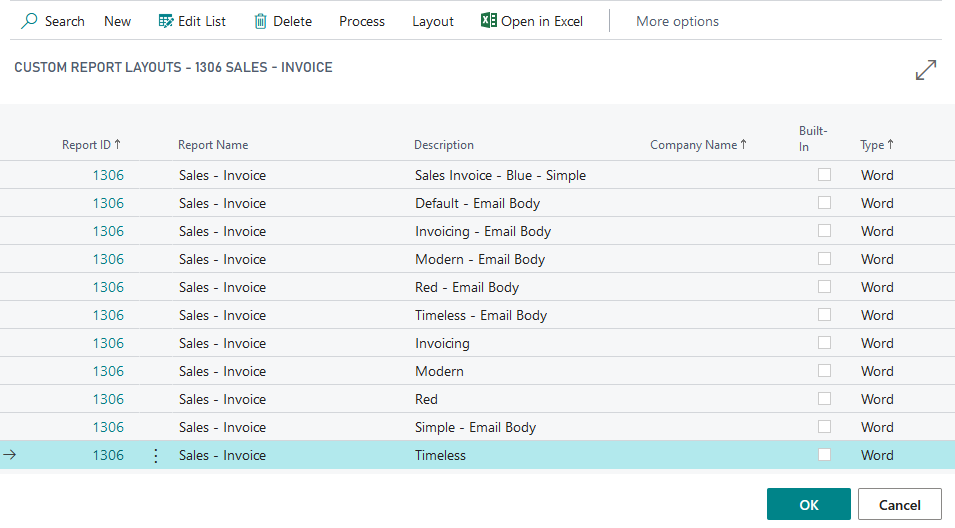 Search New Edit List Delete Process Layout Open in Excel More options
CUSTOM REPORT LAYOUTS - 1306 SALES - INVOICE
Report ID ↑ Report Name Description Company Name ↑ Built-In Type ↑
1306 Sales - Invoice Sales Invoice - Blue - Simple Word
1306 Sales - Invoice Default - Email Body Word
1306 Sales - Invoice Invoicing - Email Body Word
1306 Sales - Invoice Modern - Email Body Word
1306 Sales - Invoice Red - Email Body Word
1306 Sales - Invoice Timeless - Email Body Word
1306 Sales - Invoice Invoicing Word
1306 Sales - Invoice Modern Word
1306 Sales - Invoice Red Word
1306 Sales - Invoice Simple - Email Body Word
1306 Sales - Invoice Timeless Word
OK Cancel